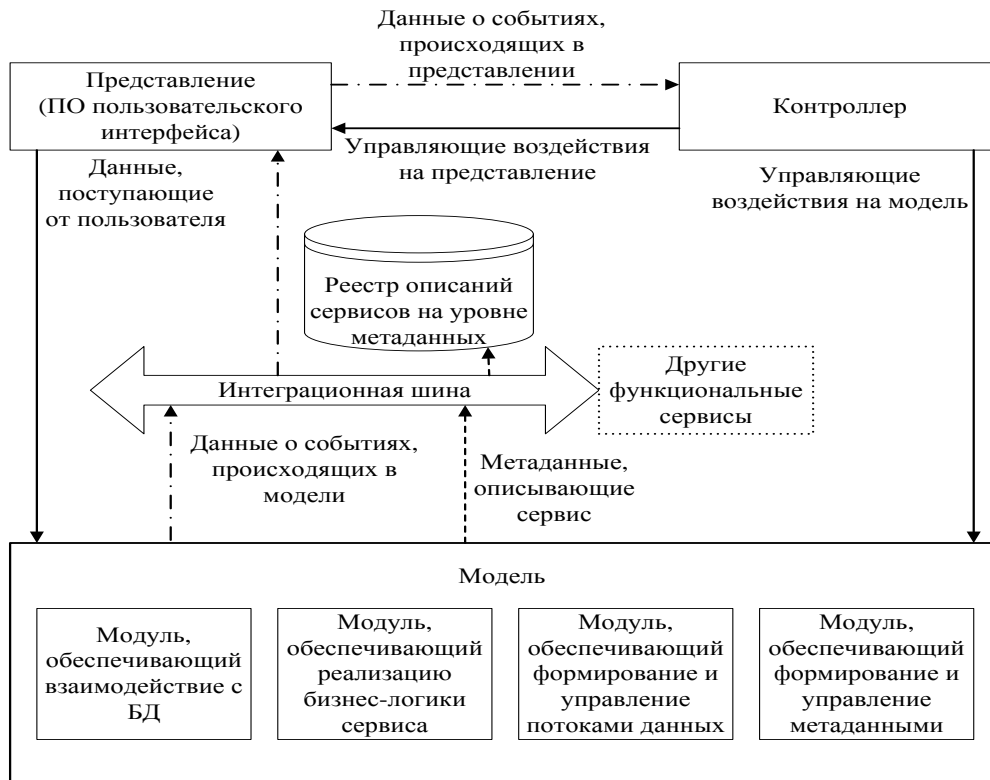 Данные о событиях,
происходящих в
представлении
Представление
(ПО пользовательского
интерфейса)
Контроллер
Управляющие воздействия
на представление
Данные,
поступающие
от пользователя
Управляющие
воздействия на модель
Реестр описаний
сервисов на уровне
метаданных
Интеграционная шина
Другие
функциональные
сервисы
Данные о событиях,
происходящих в
модели
Метаданные,
описывающие
сервис
Модель
Модуль,
обеспечивающий
взаимодействие с
БД
Модуль,
обеспечивающий
реализацию
бизнес-логики
сервиса
Модуль,
обеспечивающий
формирование и
управление
потоками данных
Модуль,
обеспечивающий
формирование и
управление
метаданными